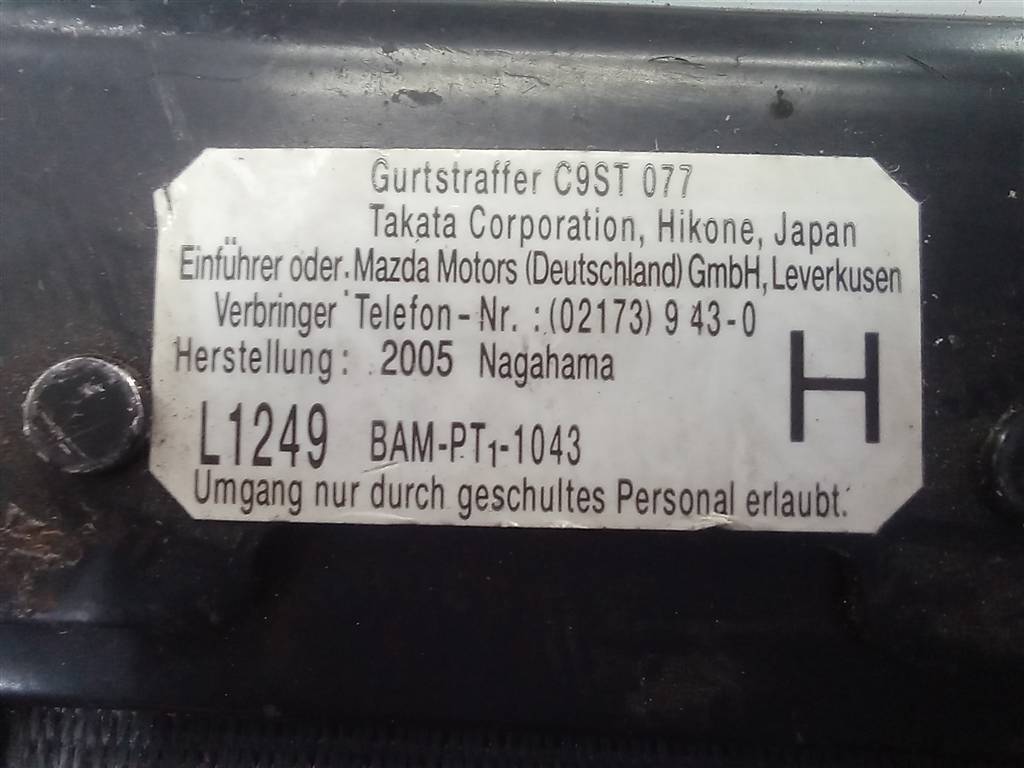 Gurtstraffer C9ST 077
Takata Corporation, Hikone, Japan
Einführer oder. Mazda Motors (Deutschland) GmbH, Leverkusen
Verbringer Telefon-Nr. : (02173) 9 43-0
Herstellung: 2005 Nagahama
H
L1249 BAM-PT1-1043
Umgang nur durch geschultes Personal erlaubt.